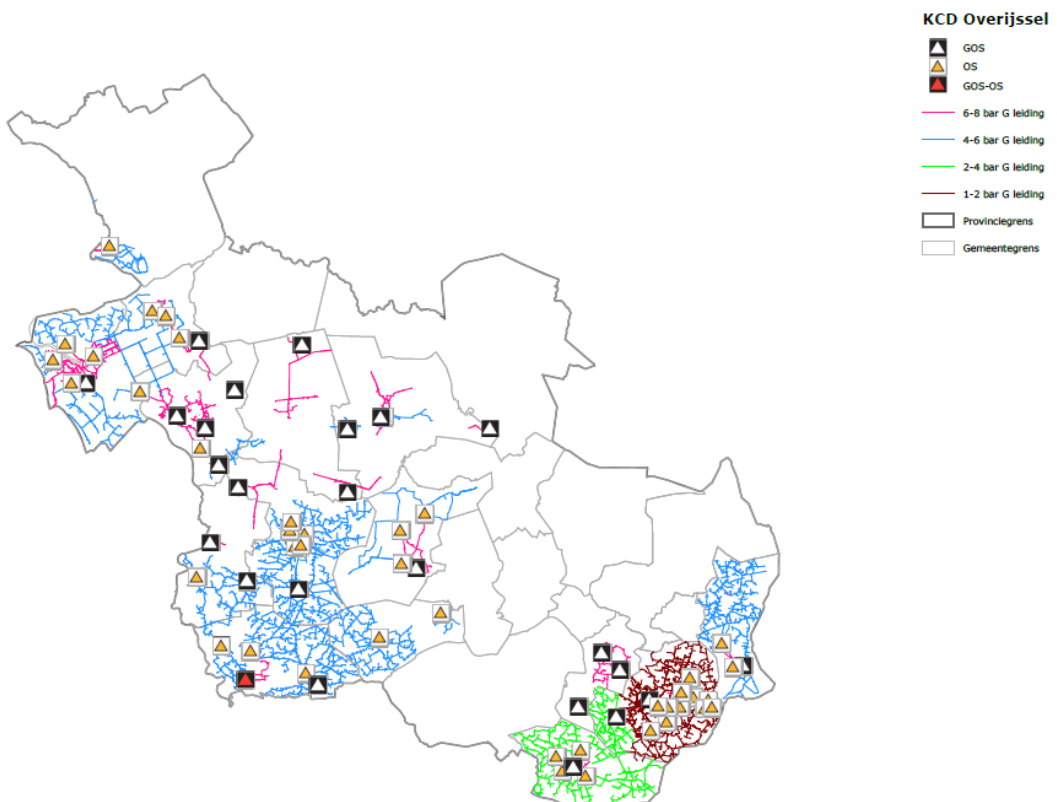 KCD Overijssel
GOS
OS
GOS-OS
6-8 bar G leiding
4-6 bar G leiding
2-4 bar G leiding
1-2 bar G leiding
Provinciegrens
Gemeentegrens